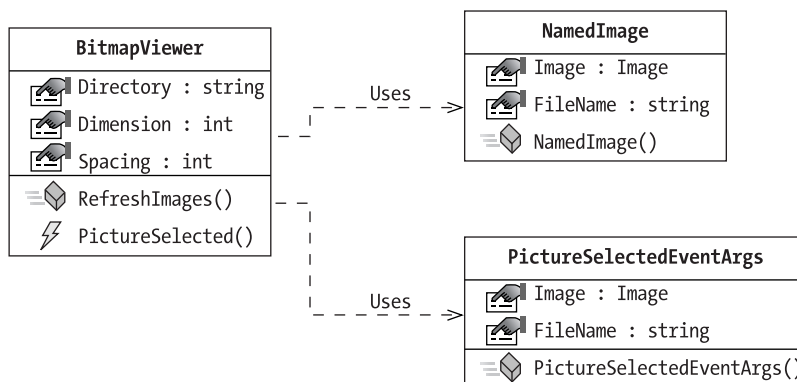 BitmapViewer
Directory : string
Dimension : int
Spacing : int
RefreshImages()
PictureSelected()
Uses
Uses
NamedImage
Image : Image
FileName : string
NamedImage()
PictureSelectedEventArgs
Image : Image
FileName : string
PictureSelectedEventArgs()